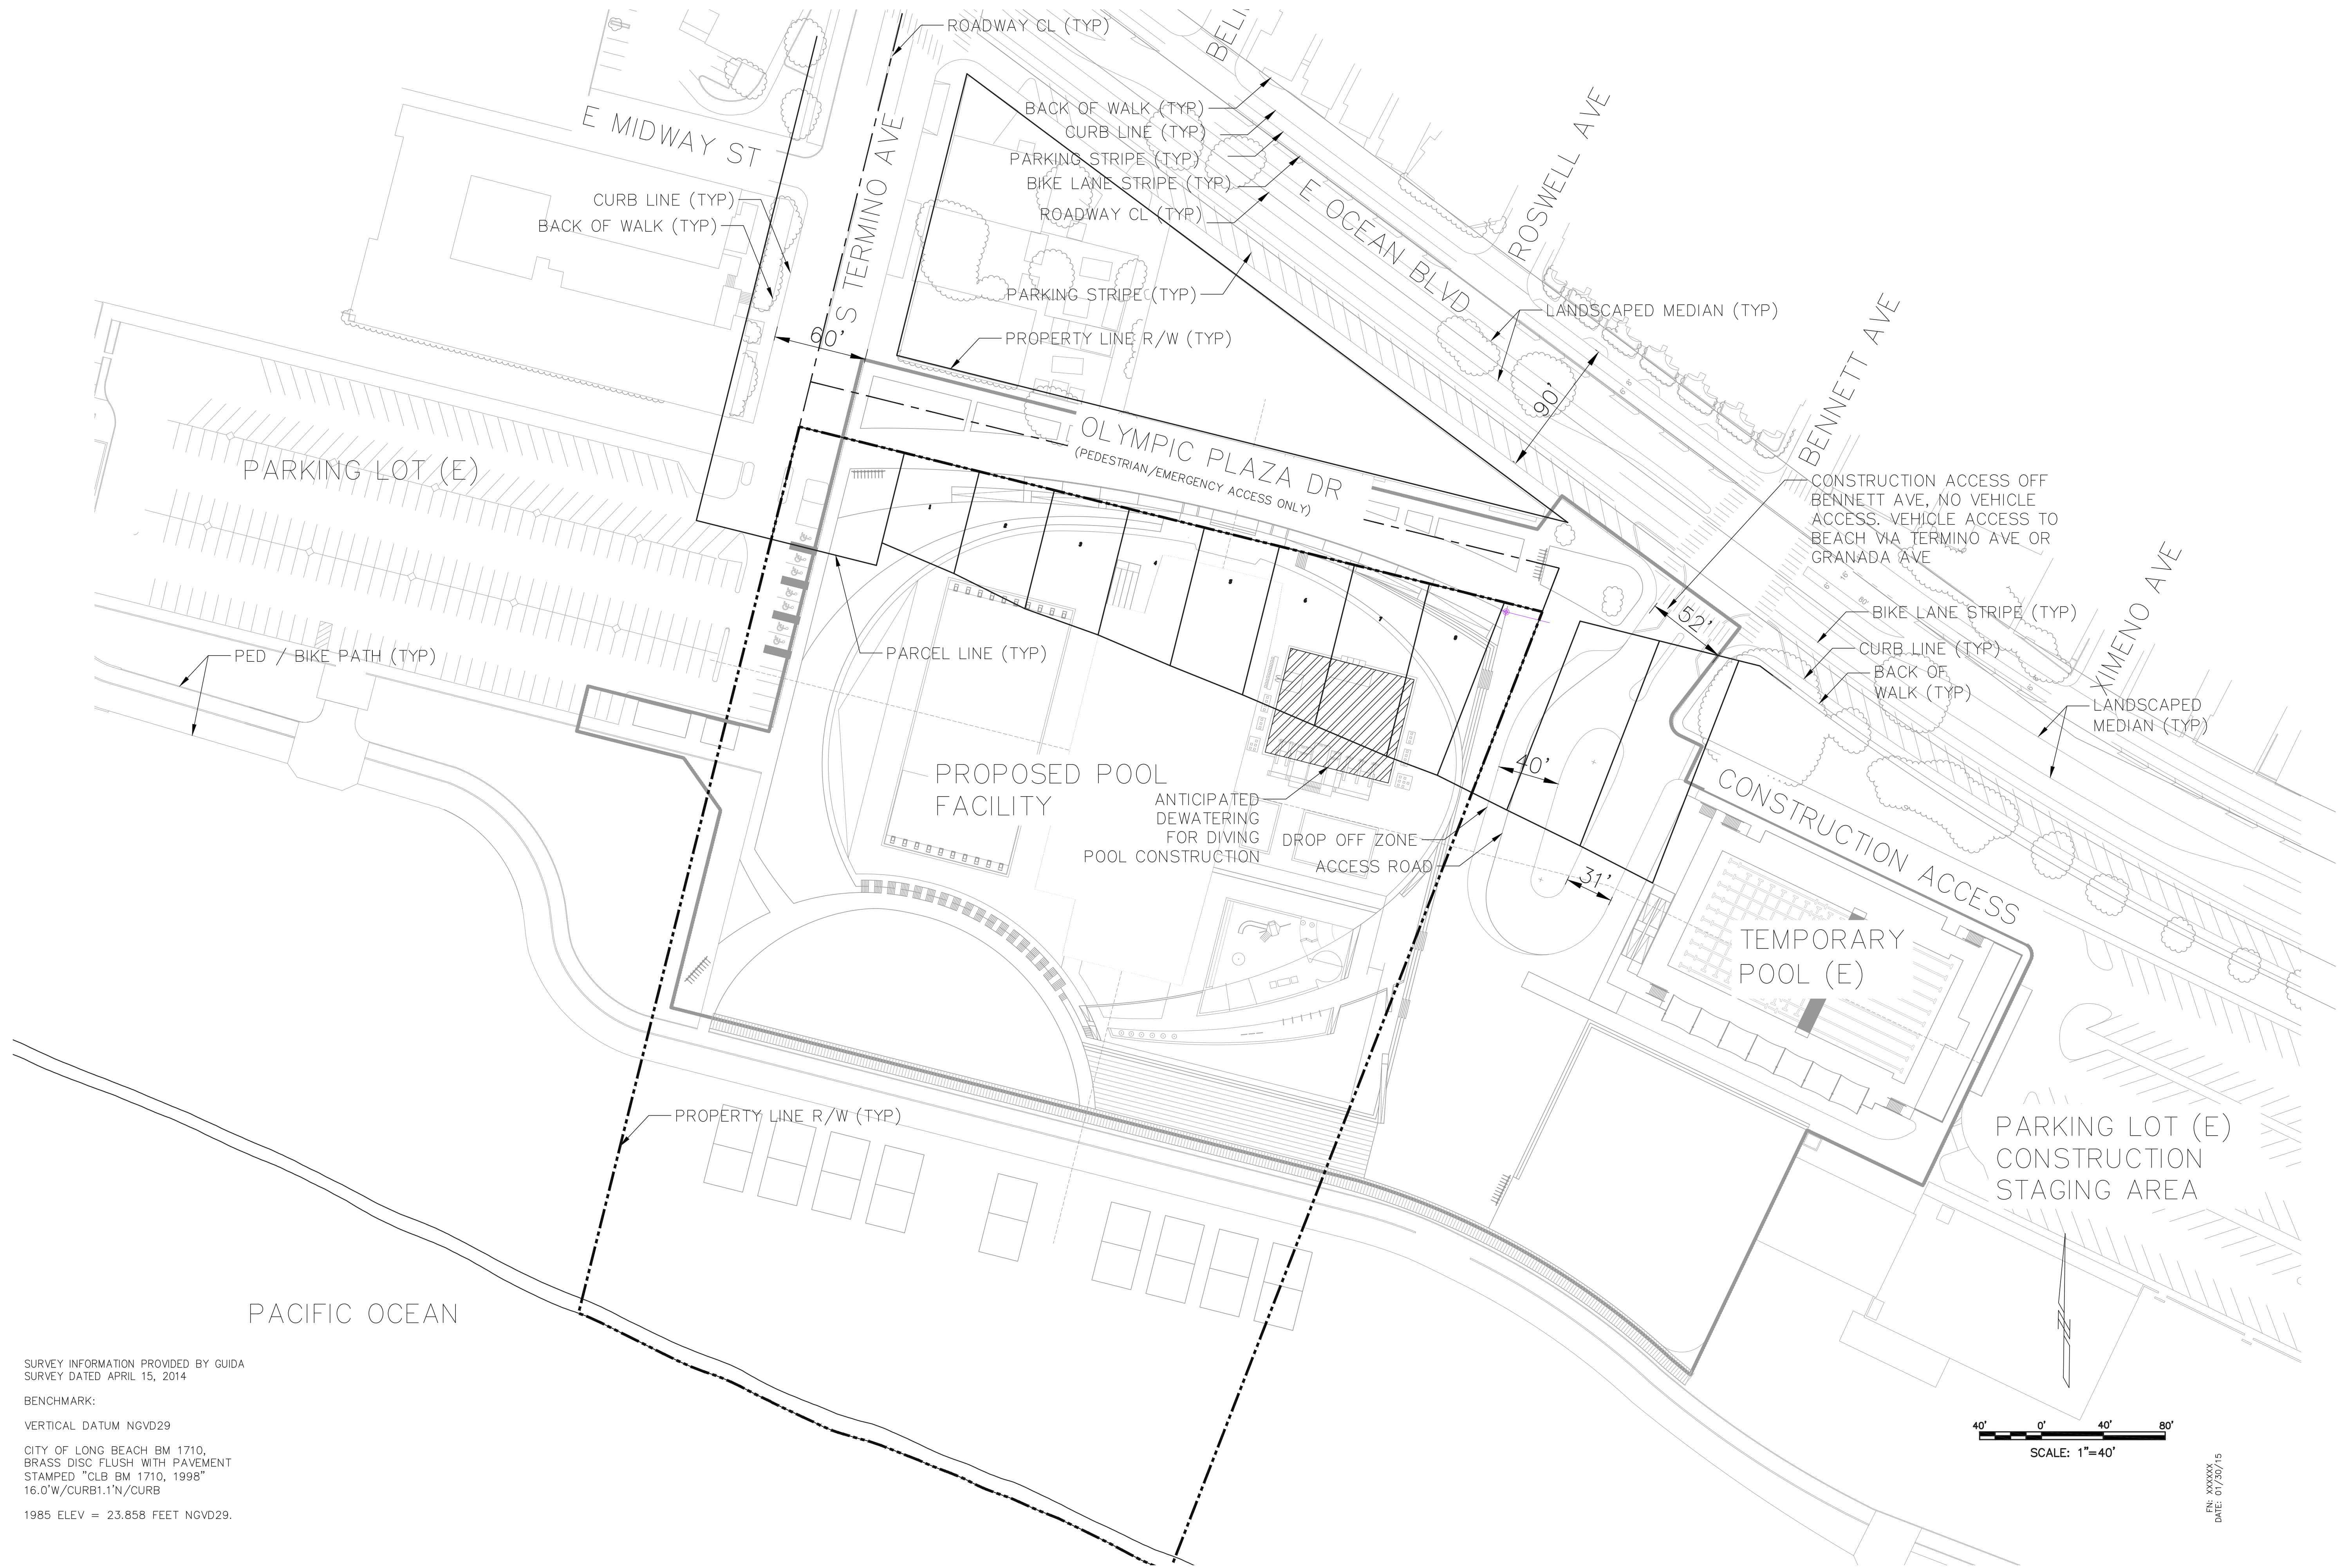 ROADWAY CL (TYP)
BACK OF WALK (TYP)
CURB LINE (TYP)
PARKING STRIPE (TYP)
BIKE LANE STRIPE (TYP)
ROADWAY CL (TYP)
E MIDWAY ST
S TERMINO AVE
E OCEAN BLVD
ROSWELL AVE
CURB LINE (TYP)
BACK OF WALK (TYP)
PARKING STRIPE (TYP)
LANDSCAPED MEDIAN (TYP)
60'
PROPERTY LINE R/W (TYP)
90'
BENNETT AVE
OLYMPIC PLAZA DR
(PEDESTRIAN/EMERGENCY ACCESS ONLY)
PARKING LOT (E)
CONSTRUCTION ACCESS OFF
BENNETT AVE, NO VEHICLE
ACCESS. VEHICLE ACCESS TO
BEACH VIA TERMINO AVE OR
GRANADA AVE
52'
BIKE LANE STRIPE (TYP)
CURB LINE (TYP)
BACK OF
WALK (TYP)
XIMENO AVE
LANDSCAPED
MEDIAN (TYP)
PED / BIKE PATH (TYP)
PARCEL LINE (TYP)
PROPOSED POOL
FACILITY
ANTICIPATED
DEWATERING
FOR DIVING
POOL CONSTRUCTION
40'
DROP OFF ZONE
ACCESS ROAD
31'
CONSTRUCTION ACCESS
TEMPORARY
POOL (E)
PROPERTY LINE R/W (TYP)
PARKING LOT (E)
CONSTRUCTION
STAGING AREA
PACIFIC OCEAN
SURVEY INFORMATION PROVIDED BY GUIDA
SURVEY DATED APRIL 15, 2014
BENCHMARK:
VERTICAL DATUM NGVD29
CITY OF LONG BEACH BM 1710,
BRASS DISC FLUSH WITH PAVEMENT
STAMPED "CLB BM 1710, 1998"
16.0'W/CURB1.1'N/CURB
1985 ELEV = 23.858 FEET NGVD29.
40' 0' 40' 80'
SCALE: 1"=40'
FN: XXXXXX
DATE: 01/30/15